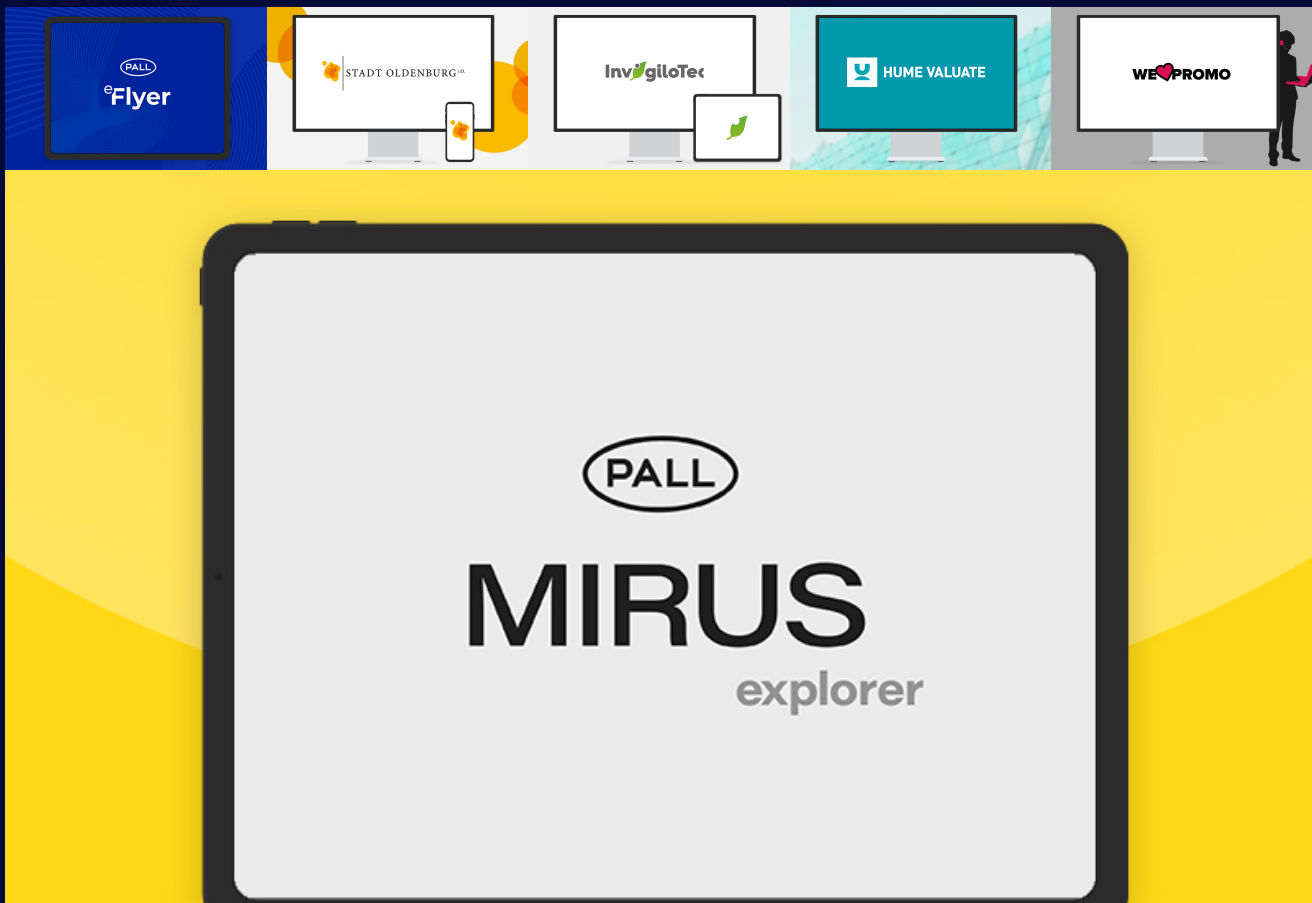 PALL
eFlyer
STADT OLDENBURG i.O.
InvigiloTec
HUME VALUATE
WE PROMO
PALL
MIRUS
explorer